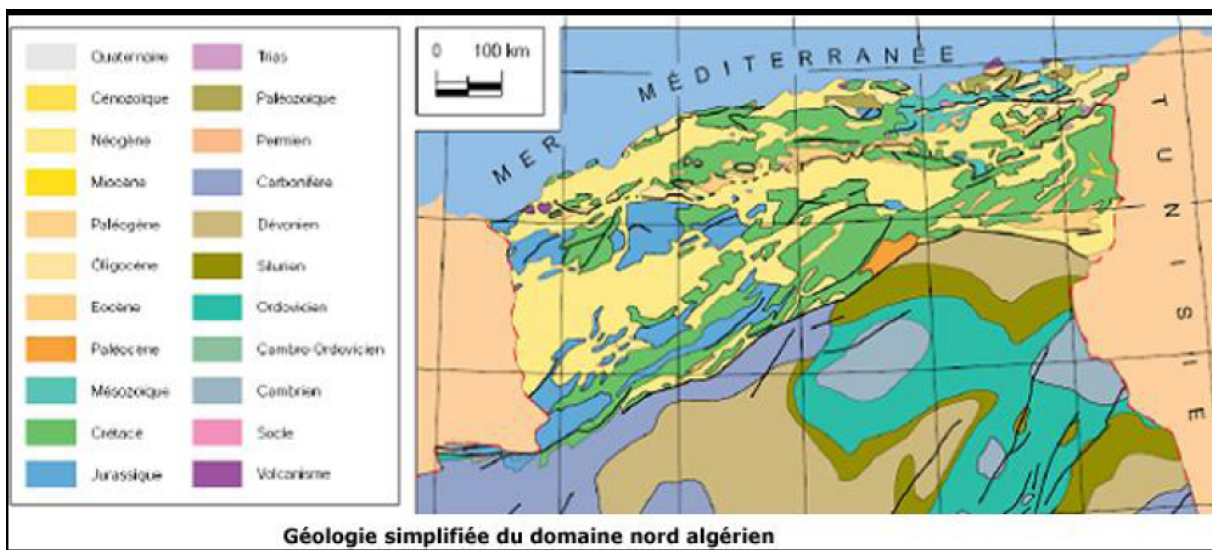 Quaternaire
Cénozoïque
Néogène
Miocène
Paléogène
Oligocène
Eocène
Paléocène
Mésozoïque
Crétacé
Jurassique
Trias
Paléozoïque
Permien
Carbonifère
Dévonien
Silurien
Ordovicien
Cambro-Ordovicien
Cambrien
Socle
Volcanisme
0 100 km
MER MÉDITERRANÉE
TUNISIE
Géologie simplifiée du domaine nord algérien